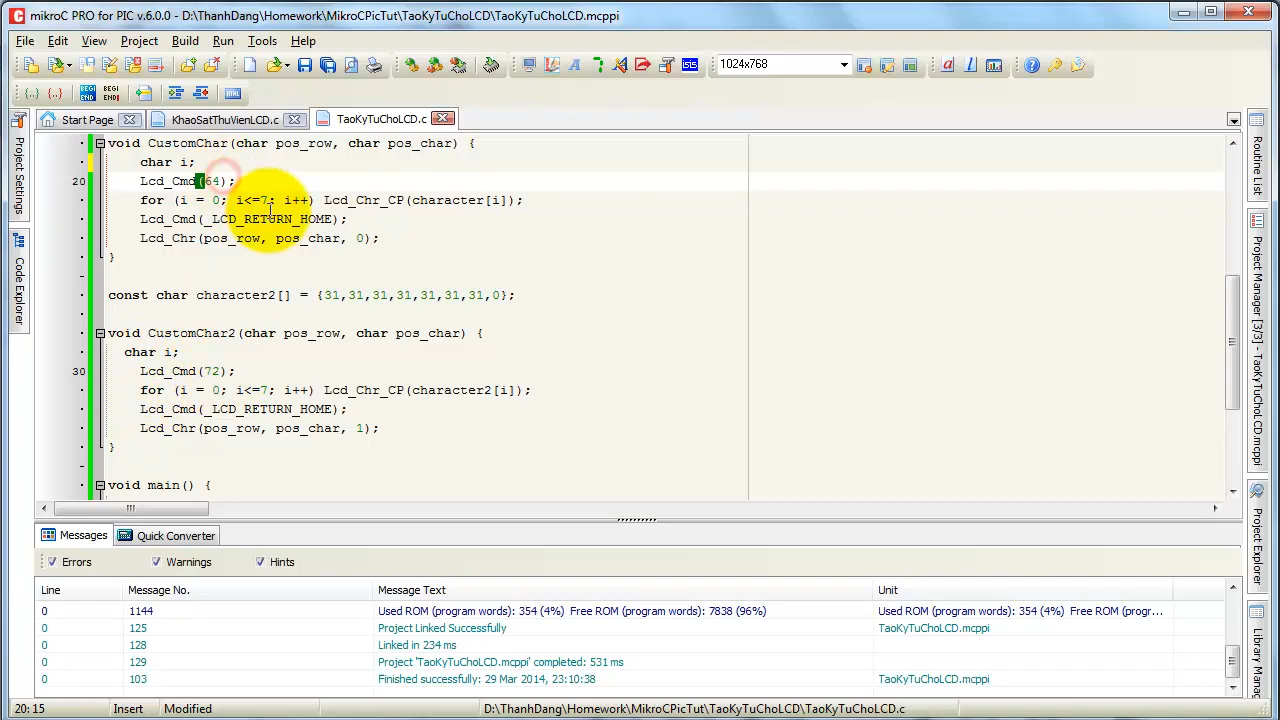 mikroC PRO for PIC v.6.0.0 - D:\ThanhDang\Homework\MikroCPicTut\TaoKyTuChoLCD\TaoKyTuChoLCD.mcppi
File Edit View Project Build Run Tools Help
1024x768
Start Page KhaoSatThuVienLCD.c TaoKyTuChoLCD.c
void CustomChar(char pos_row, char pos_char) {
char i;
20 Lcd_Cmd(64);
for (i = 0; i<=7; i++) Lcd_Chr_CP(character[i]);
Lcd_Cmd(_LCD_RETURN_HOME);
Lcd_Chr(pos_row, pos_char, 0);
}
const char character2[] = {31,31,31,31,31,31,31,0};
void CustomChar2(char pos_row, char pos_char) {
char i;
30 Lcd_Cmd(72);
for (i = 0; i<=7; i++) Lcd_Chr_CP(character2[i]);
Lcd_Cmd(_LCD_RETURN_HOME);
Lcd_Chr(pos_row, pos_char, 1);
}
void main() {
Project Settings
Code Explorer
Routine List
Project Manager [3/3] - TaoKyTuChoLCD.mcppi
Project Explorer
Library Mana
Messages Quick Converter
Errors Warnings Hints
Line Message No. Message Text Unit
0 1144 Used ROM (program words): 354 (4%) Free ROM (program words): 7838 (96%) Used ROM (program words): 354 (4%) Free ROM (progr...
0 125 Project Linked Successfully TaoKyTuChoLCD.mcppi
0 128 Linked in 234 ms
0 129 Project 'TaoKyTuChoLCD.mcppi' completed: 531 ms
0 103 Finished successfully: 29 Mar 2014, 23:10:38 TaoKyTuChoLCD.mcppi
20: 15 Insert Modified D:\ThanhDang\Homework\MikroCPicTut\TaoKyTuChoLCD\TaoKyTuChoLCD.c